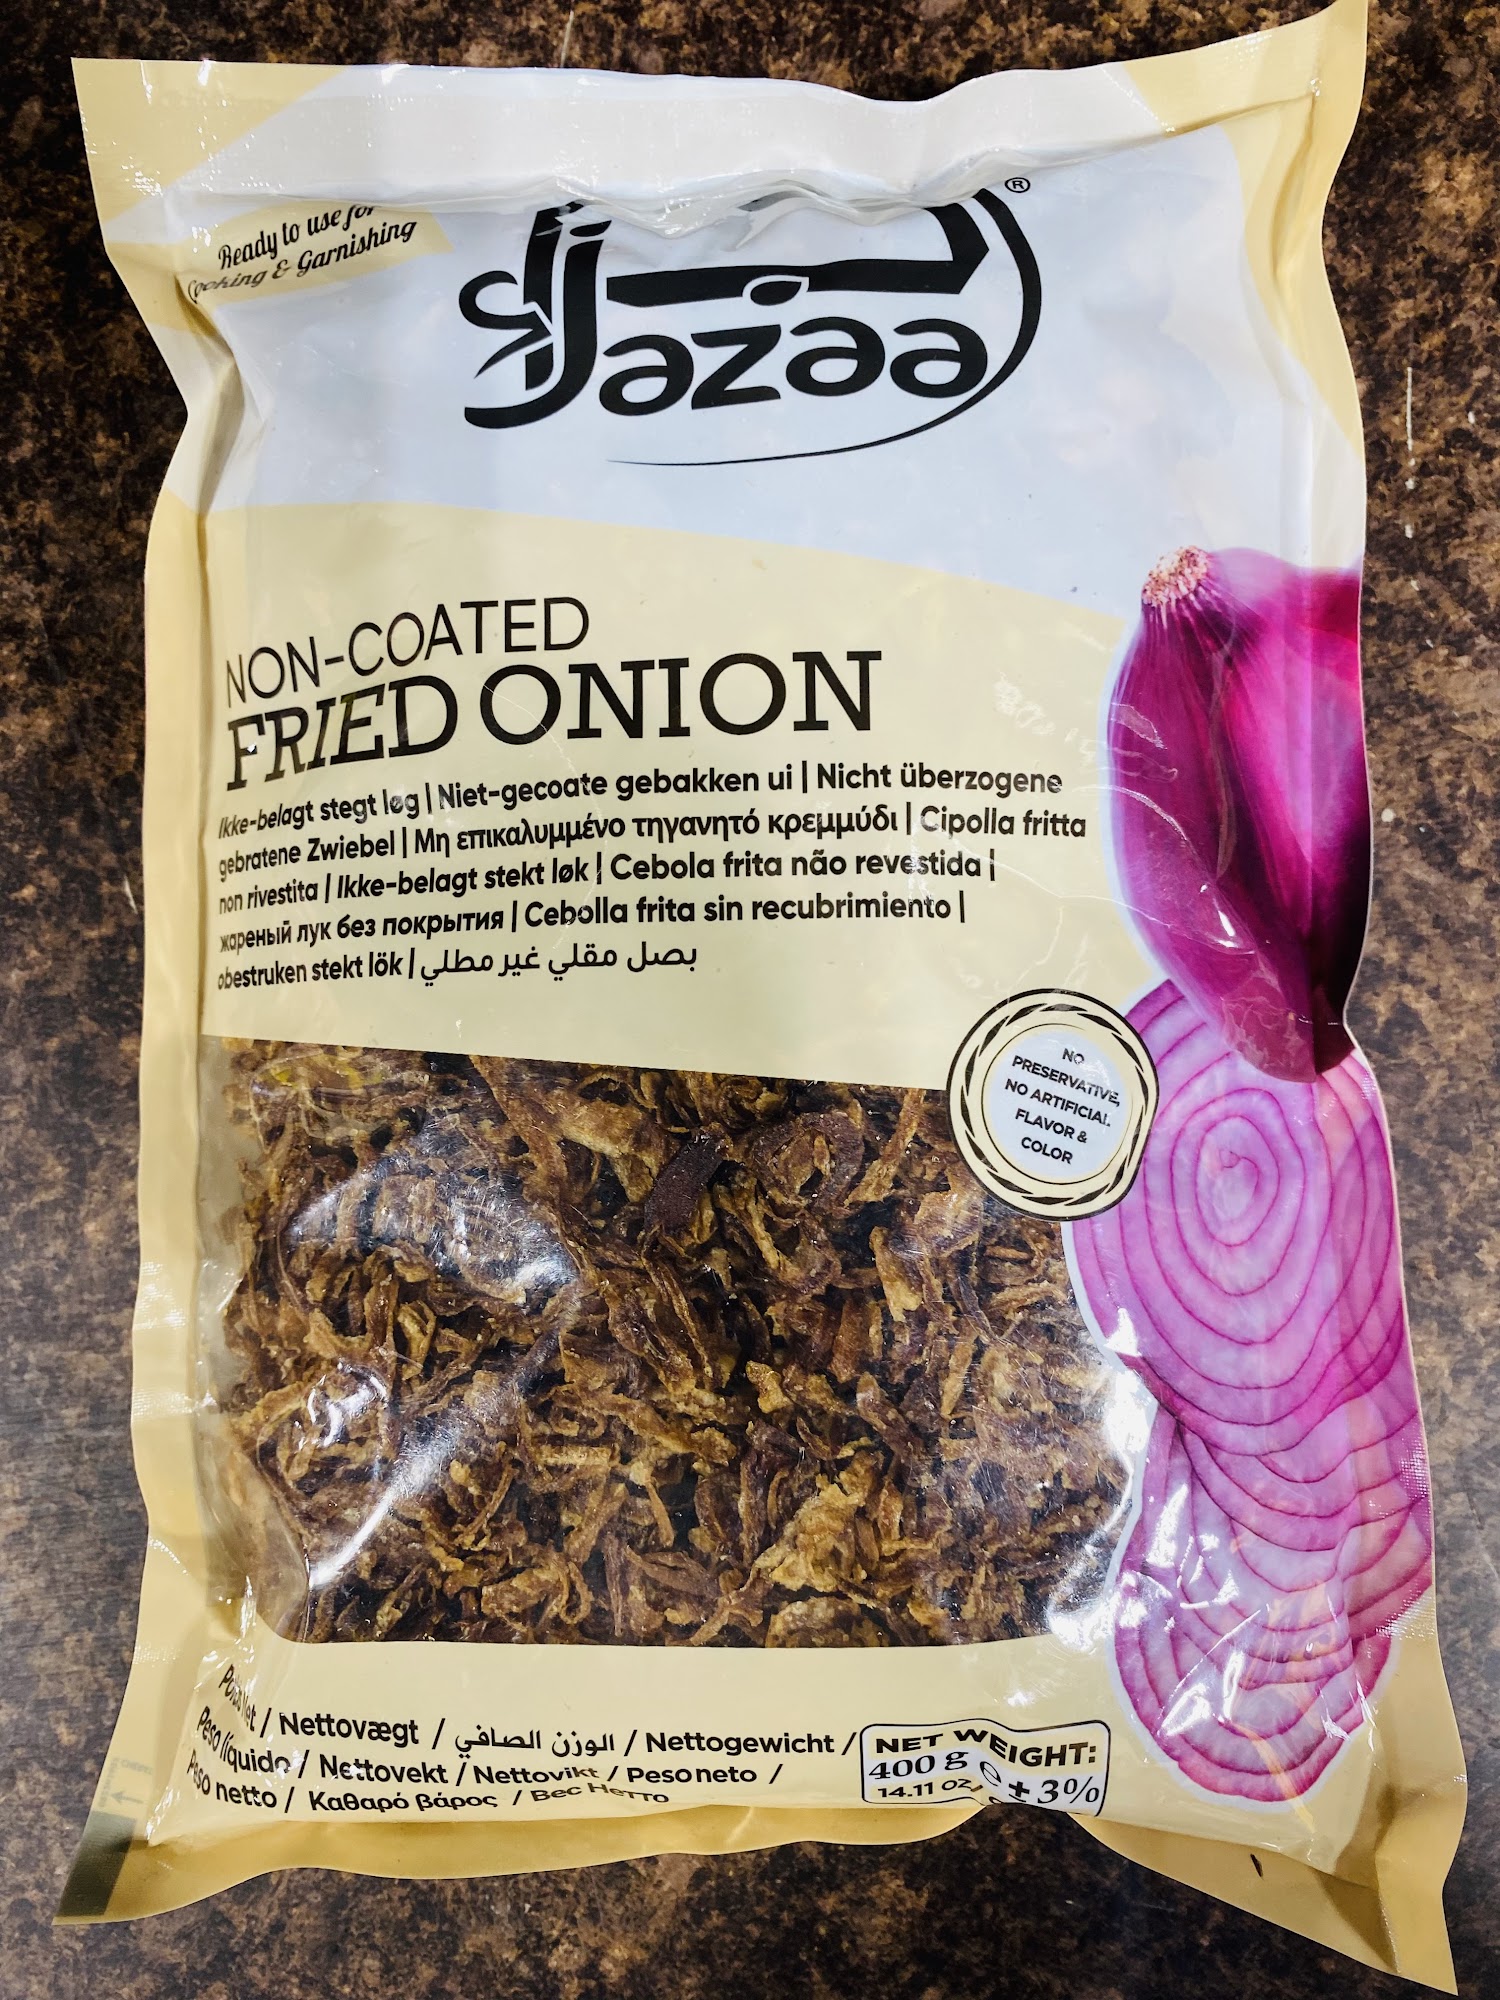 Ready to use for
Cooking & Garnishing
Jazaa
®
NON-COATED
FRIED ONION
Ikke-belagt stegt løg | Niet-gecoate gebakken ui | Nicht überzogene
gebratene Zwiebel | Μη επικαλυμμένο τηγανητό κρεμμύδι | Cipolla fritta
non rivestita | Ikke-belagt stekt løk | Cebola frita não revestida |
жареный лук без покрытия | Cebolla frita sin recubrimiento |
obestruken stekt lök | بصل مقلي غير مطلي
NO
PRESERVATIVE,
NO ARTIFICIAL
FLAVOR &
COLOR
Net / Nettovægt / الوزن الصافي / Nettogewicht /
Peso líquido / Nettovekt / Nettovikt / Peso neto /
Peso netto / Καθαρό βάρος / Вес Нетто
NET WEIGHT:
400 g e ± 3%
14.11 oz